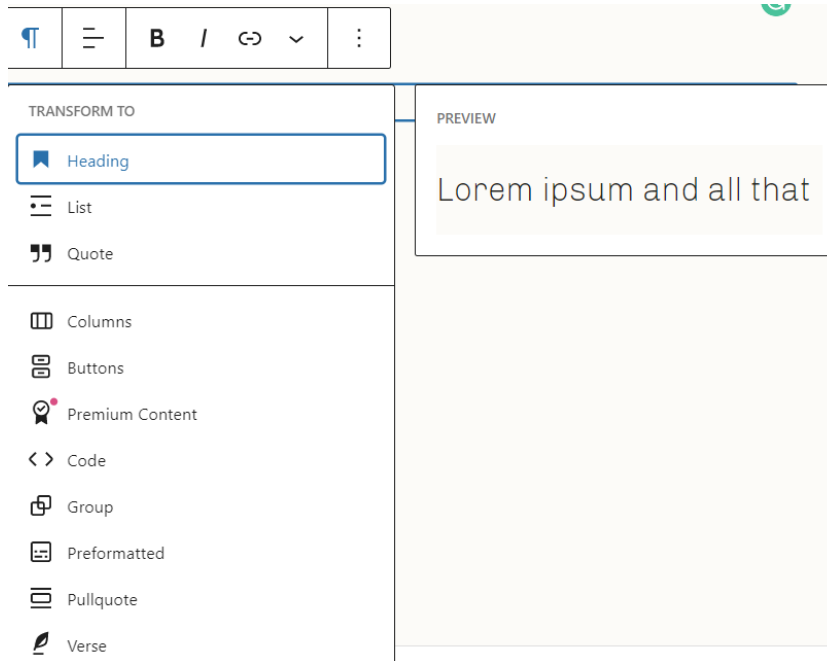 B I
TRANSFORM TO
Heading
List
Quote
Columns
Buttons
Premium Content
Code
Group
Preformatted
Pullquote
Verse
PREVIEW
Lorem ipsum and all that